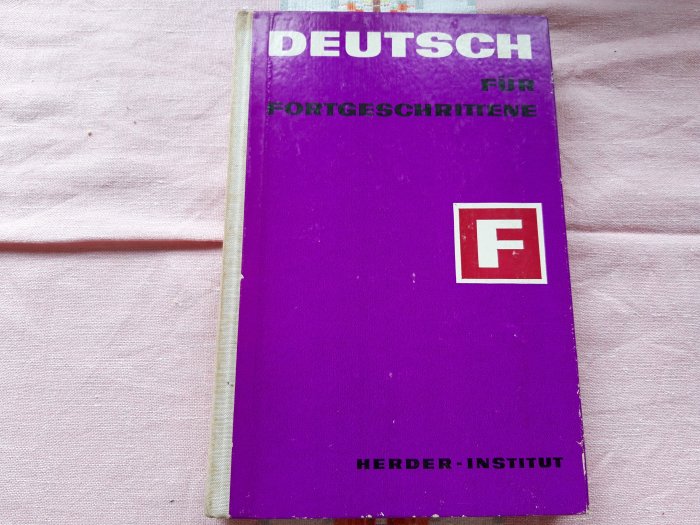 DEUTSCH
FÜR
FORTGESCHRITTENE
F
HERDER-INSTITUT